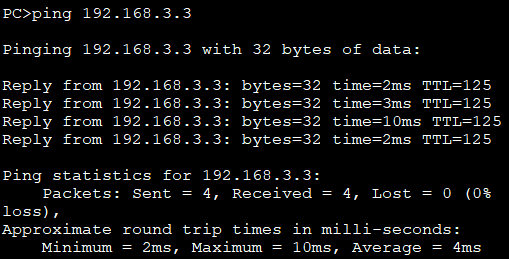 PC>ping 192.168.3.3
Pinging 192.168.3.3 with 32 bytes of data:
Reply from 192.168.3.3: bytes=32 time=2ms TTL=125
Reply from 192.168.3.3: bytes=32 time=3ms TTL=125
Reply from 192.168.3.3: bytes=32 time=10ms TTL=125
Reply from 192.168.3.3: bytes=32 time=2ms TTL=125
Ping statistics for 192.168.3.3:
Packets: Sent = 4, Received = 4, Lost = 0 (0%
loss),
Approximate round trip times in milli-seconds:
Minimum = 2ms, Maximum = 10ms, Average = 4ms